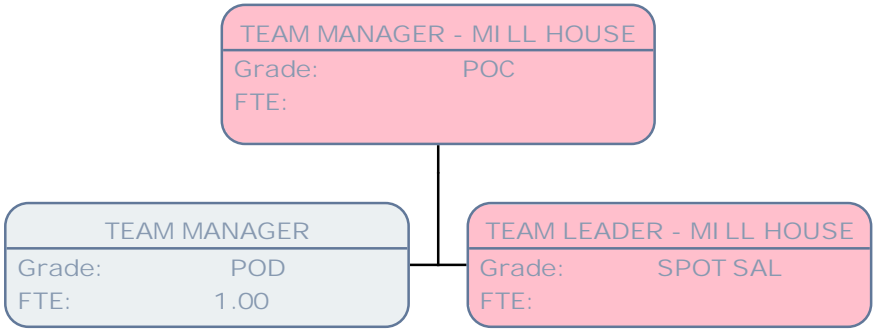 TEAM MANAGER - MILL HOUSE
Grade: POC
FTE:
TEAM MANAGER
Grade: POD
FTE: 1.00
TEAM LEADER - MILL HOUSE
Grade: SPOT SAL
FTE: